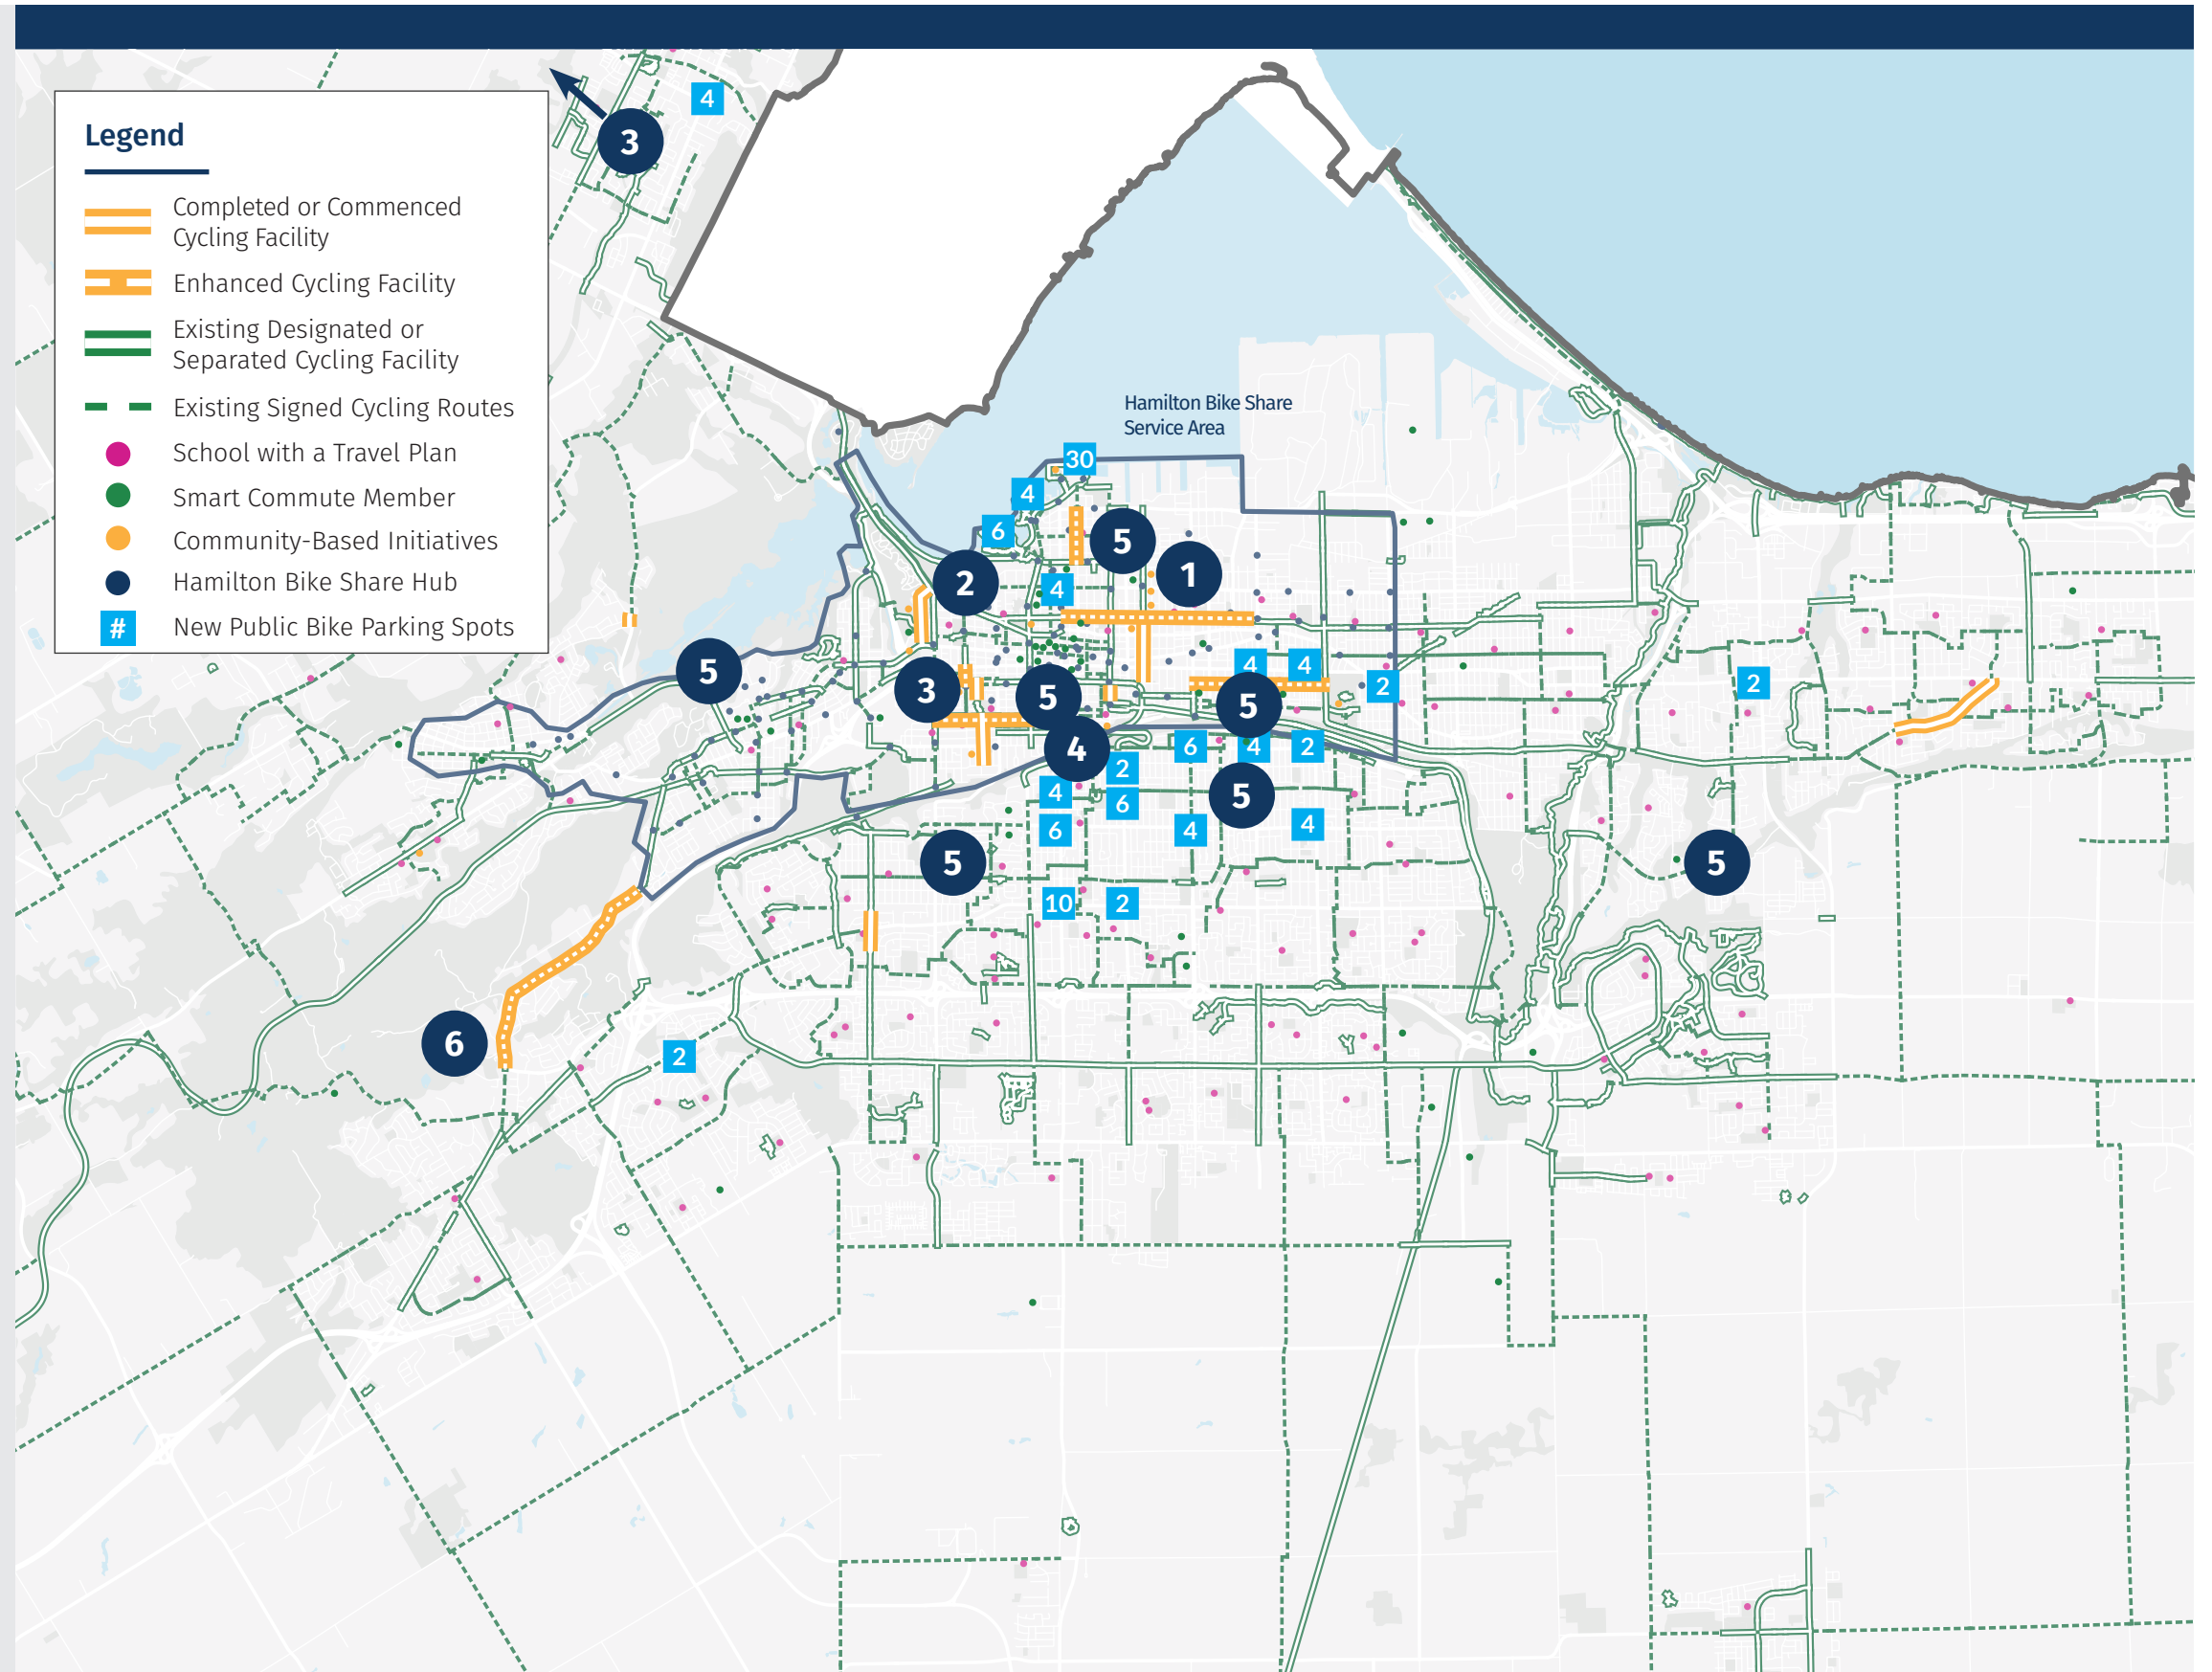 4
3
Legend
Completed or Commenced
Cycling Facility
Enhanced Cycling Facility
Existing Designated or
Separated Cycling Facility
Existing Signed Cycling Routes
School with a Travel Plan
Smart Commute Member
Community-Based Initiatives
Hamilton Bike Share Hub
# New Public Bike Parking Spots
Hamilton Bike Share
Service Area
30
4
6
5
1
2
4
5
4
4
3
5
2
2
5
4
6
4
2
2
4
5
6
6
4
4
5
5
10
2
6
2